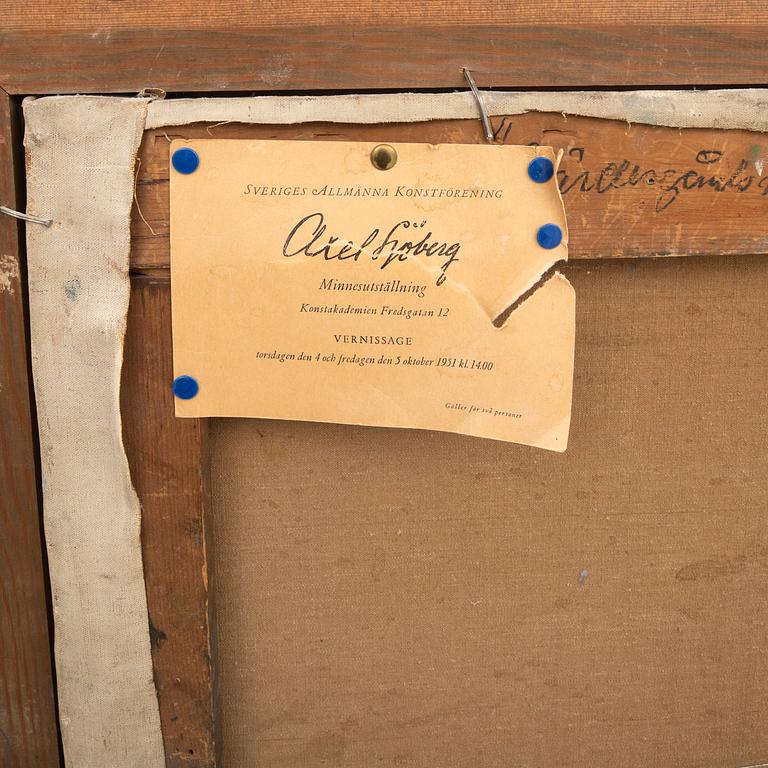 SVERIGES ALLMÄNNA KONSTFÖRENING
Axel Sjöberg
Minnesutställning
Konstakademien Fredsgatan 12
VERNISSAGE
torsdagen den 4 och fredagen den 5 oktober 1951 kl. 14.00
Gäller för två personer